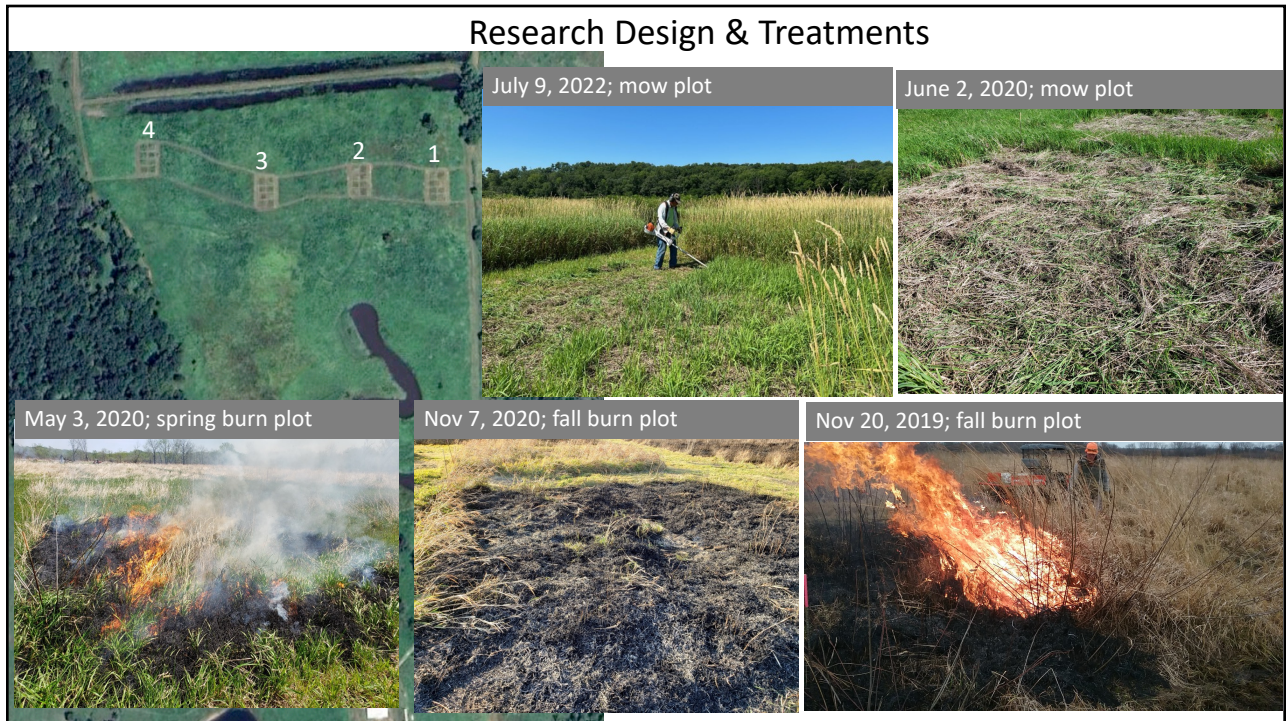 Research Design & Treatments
July 9, 2022; mow plot
June 2, 2020; mow plot
4
3
2
1
May 3, 2020; spring burn plot
Nov 7, 2020; fall burn plot
Nov 20, 2019; fall burn plot